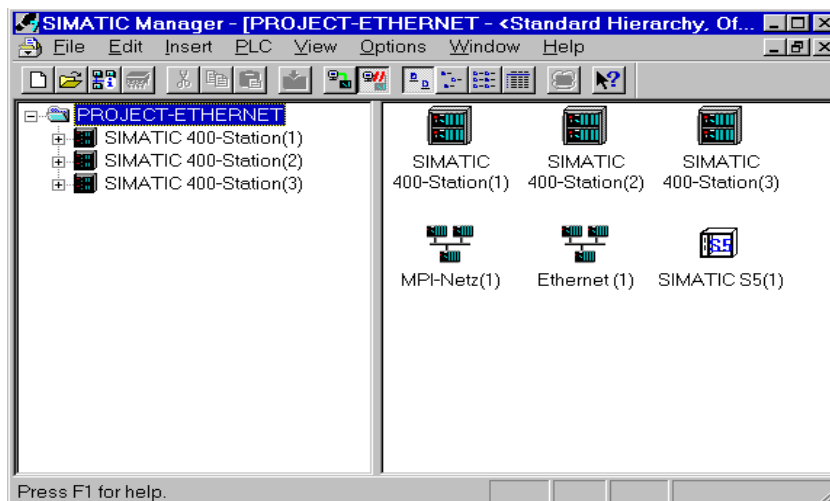 SIMATIC Manager - [PROJECT-ETHERNET - <Standard Hierarchy, Of...
File Edit Insert PLC View Options Window Help
PROJECT-ETHERNET
SIMATIC 400-Station(1)
SIMATIC 400-Station(2)
SIMATIC 400-Station(3)
SIMATIC
400-Station(1)
SIMATIC
400-Station(2)
SIMATIC
400-Station(3)
MPI-Netz(1)
Ethernet (1)
S5
SIMATIC S5(1)
Press F1 for help.